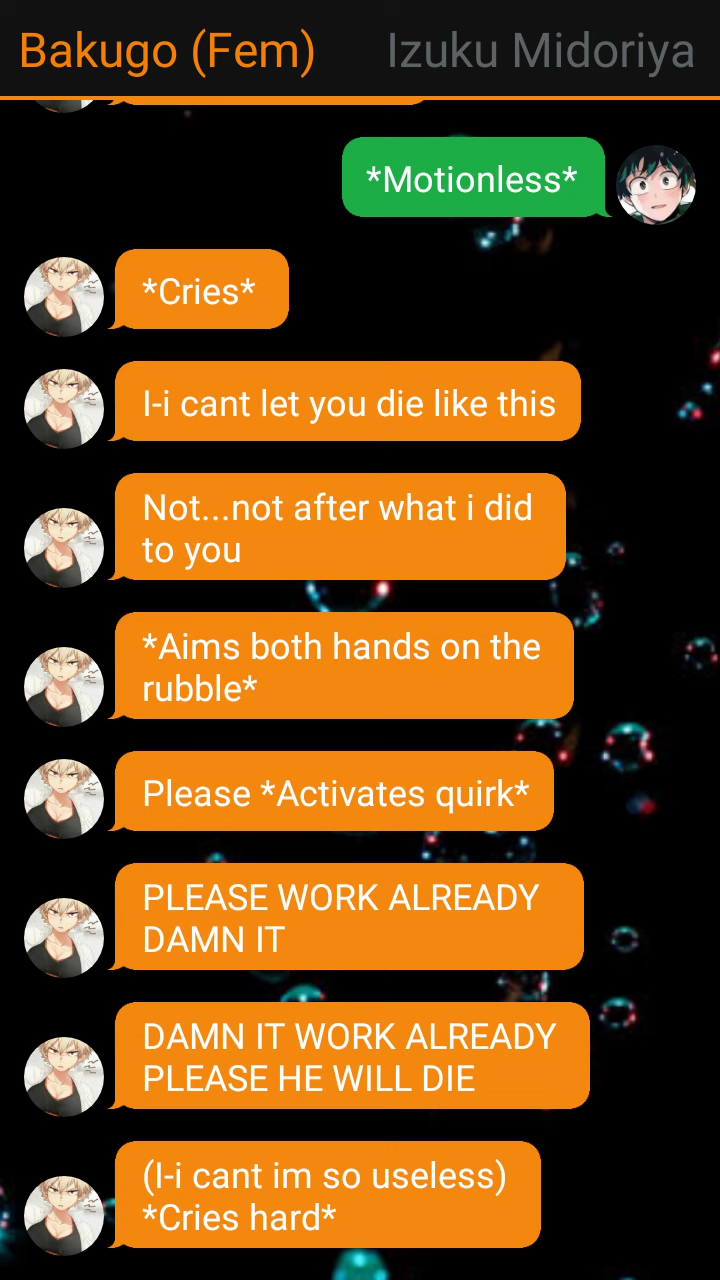 Bakugo (Fem) Izuku Midoriya
*Motionless*
*Cries*
I-i cant let you die like this
Not...not after what i did
to you
*Aims both hands on the
rubble*
Please *Activates quirk*
PLEASE WORK ALREADY
DAMN IT
DAMN IT WORK ALREADY
PLEASE HE WILL DIE
(I-i cant im so useless)
*Cries hard*